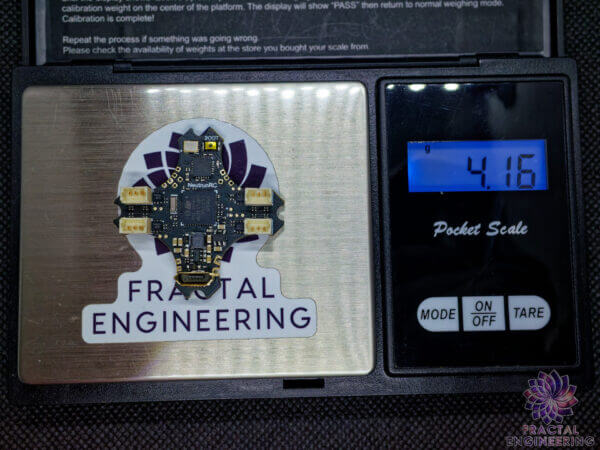 calibration weight on the center of the platform. The display will show "PASS" then return to normal weighing mode.
Calibration is complete!
Repeat the process if something was going wrong.
Please check the availability of weights at the store you bought your scale from
BOOT
NeutronRC
FRACTAL
ENGINEERING
g
4.16
Pocket Scale
MODE
ON
OFF
TARE
FRACTAL
ENGINEERING